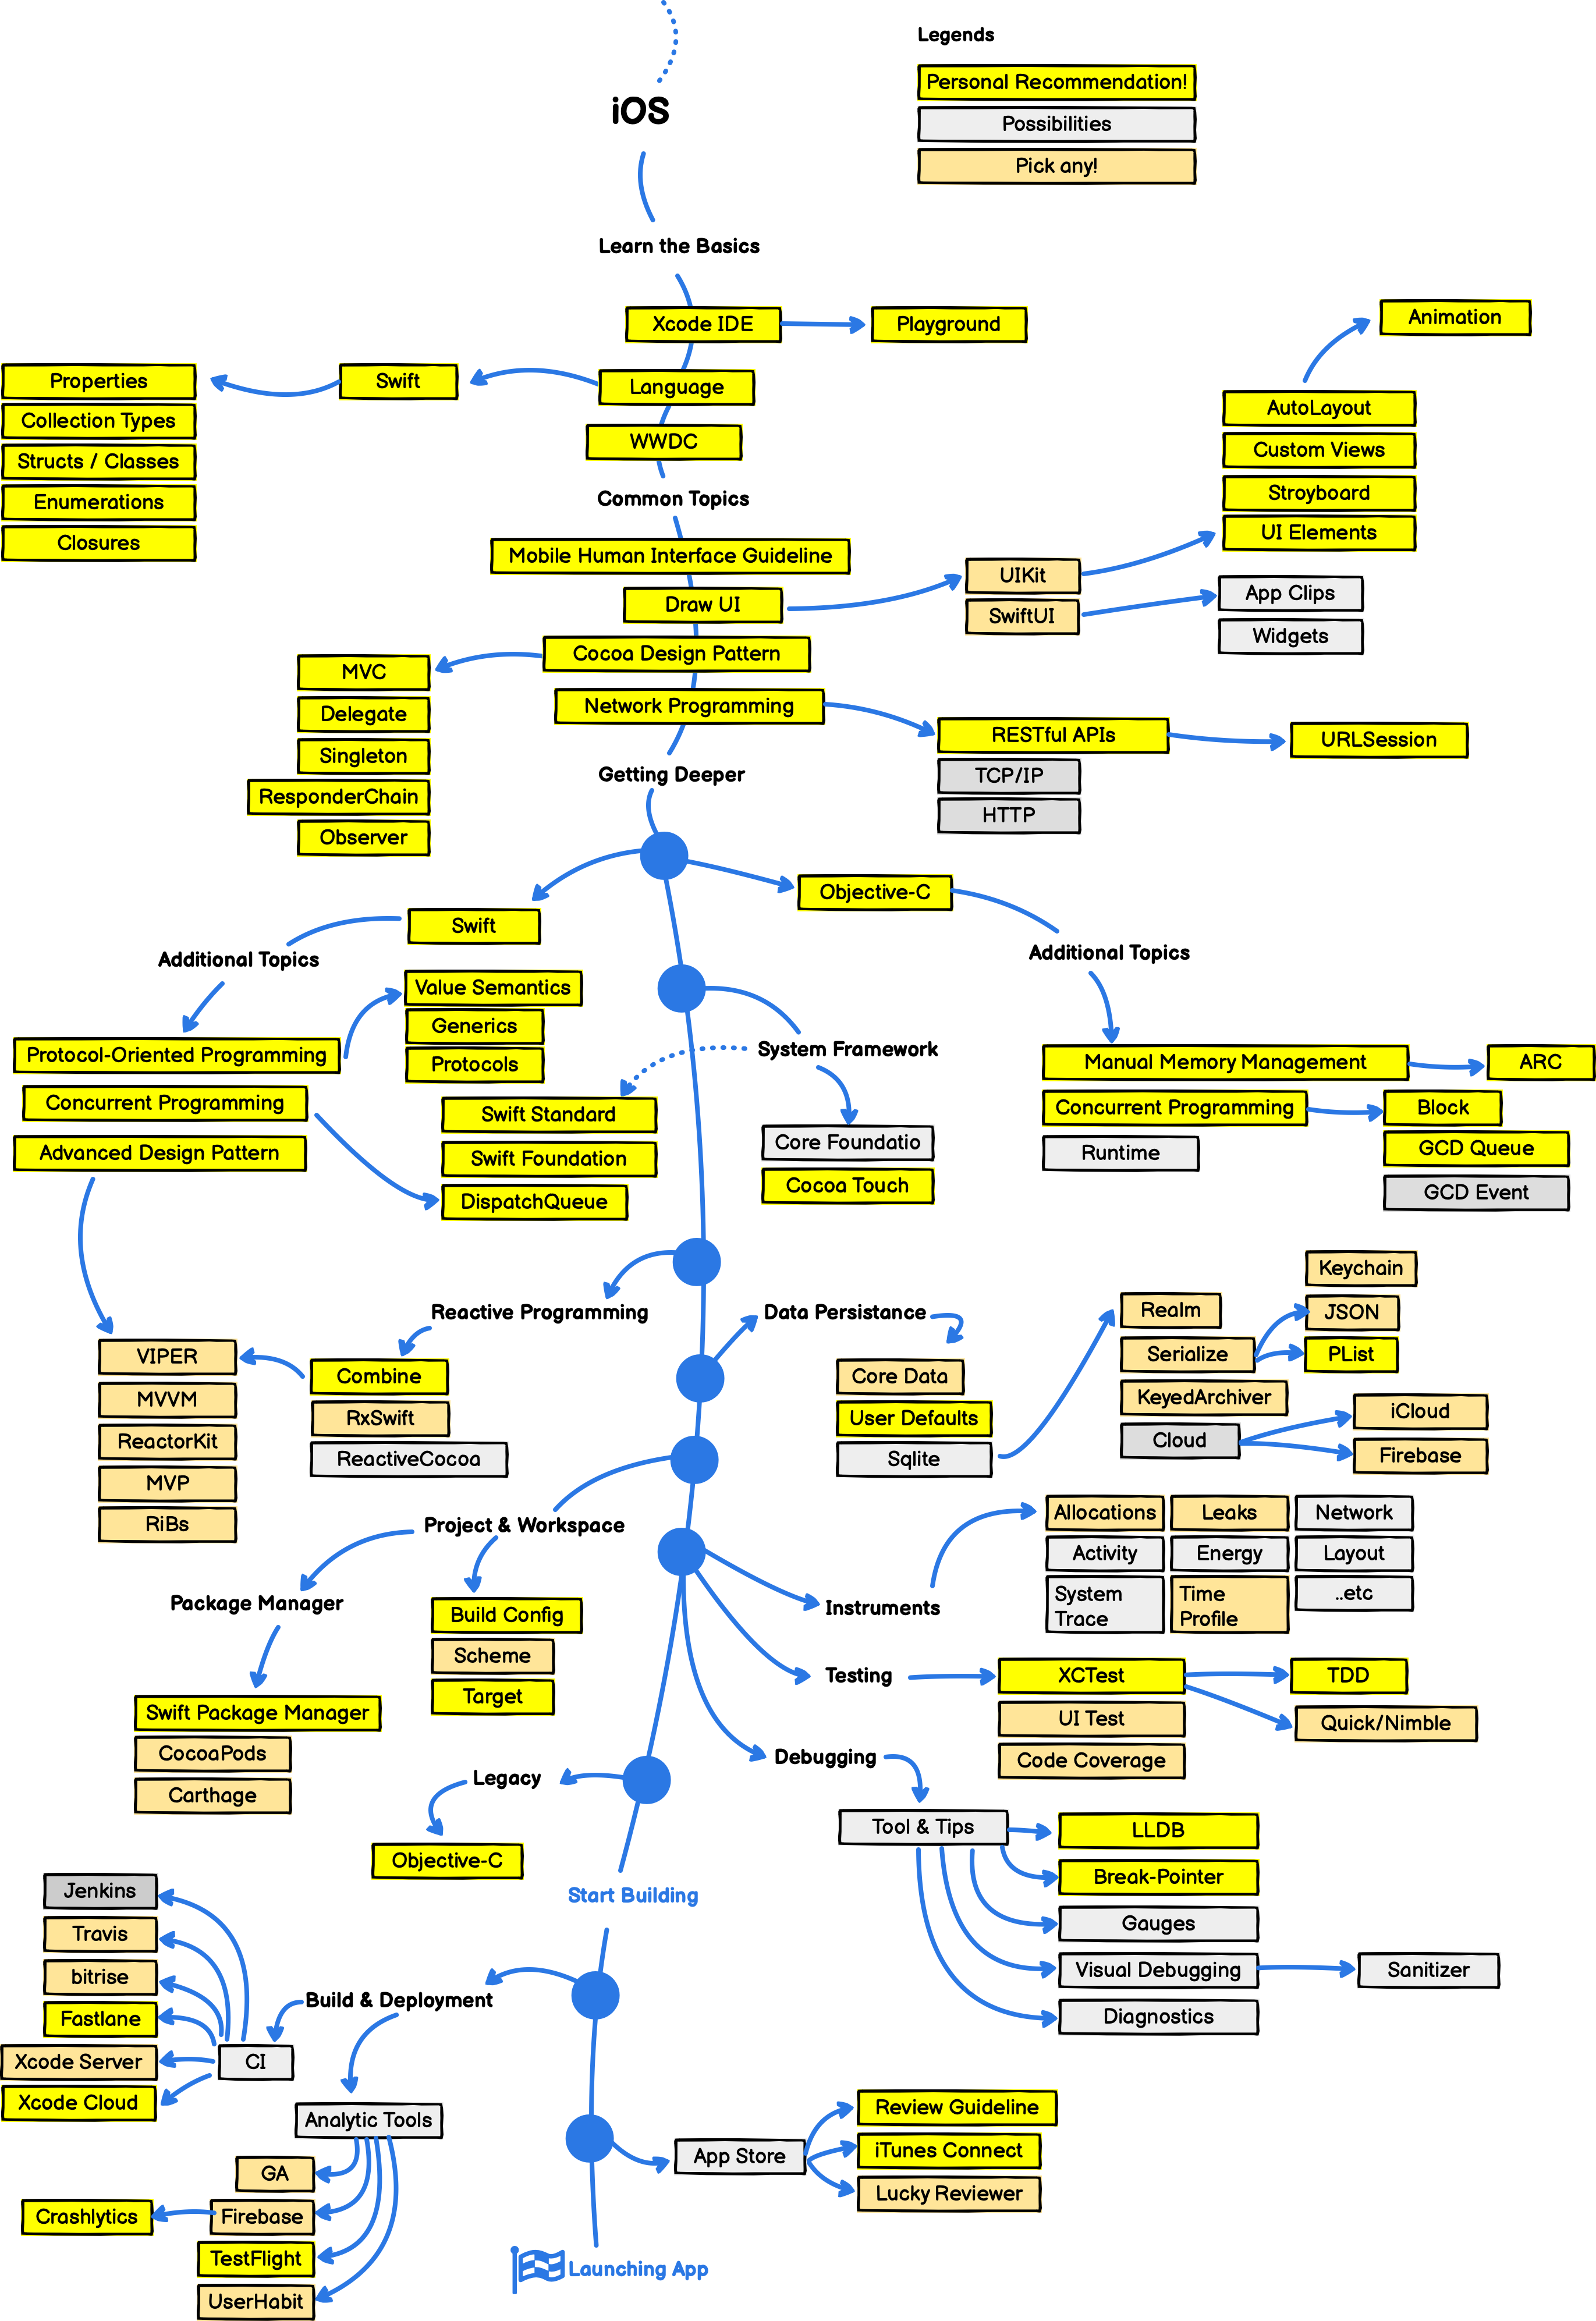 Legends
Personal Recommendation!
Possibilities
Pick any!
iOS
Learn the Basics
Xcode IDE
Playground
Language
Swift
Properties
Collection Types
Structs / Classes
Enumerations
Closures
WWDC
Common Topics
Mobile Human Interface Guideline
Draw UI
UIKit
SwiftUI
Animation
AutoLayout
Custom Views
Stroyboard
UI Elements
App Clips
Widgets
Cocoa Design Pattern
MVC
Delegate
Singleton
ResponderChain
Observer
Network Programming
RESTful APIs
URLSession
TCP/IP
HTTP
Getting Deeper
Swift
Objective-C
Additional Topics
Protocol-Oriented Programming
Concurrent Programming
Advanced Design Pattern
Value Semantics
Generics
Protocols
Swift Standard
Swift Foundation
DispatchQueue
System Framework
Core Foundatio
Cocoa Touch
Additional Topics
Manual Memory Management
ARC
Concurrent Programming
Block
GCD Queue
GCD Event
Runtime
Reactive Programming
Combine
RxSwift
ReactiveCocoa
VIPER
MVVM
ReactorKit
MVP
RiBs
Data Persistance
Core Data
User Defaults
Sqlite
Realm
Serialize
KeyedArchiver
Cloud
Keychain
JSON
PList
iCloud
Firebase
Project & Workspace
Package Manager
Swift Package Manager
CocoaPods
Carthage
Build Config
Scheme
Target
Instruments
Allocations
Leaks
Network
Activity
Energy
Layout
System
Trace
Time
Profile
..etc
Testing
XCTest
UI Test
Code Coverage
TDD
Quick/Nimble
Debugging
Tool & Tips
LLDB
Break-Pointer
Gauges
Visual Debugging
Sanitizer
Diagnostics
Legacy
Objective-C
Start Building
Build & Deployment
CI
Jenkins
Travis
bitrise
Fastlane
Xcode Server
Xcode Cloud
Analytic Tools
GA
Firebase
Crashlytics
TestFlight
UserHabit
App Store
Review Guideline
iTunes Connect
Lucky Reviewer
Launching App